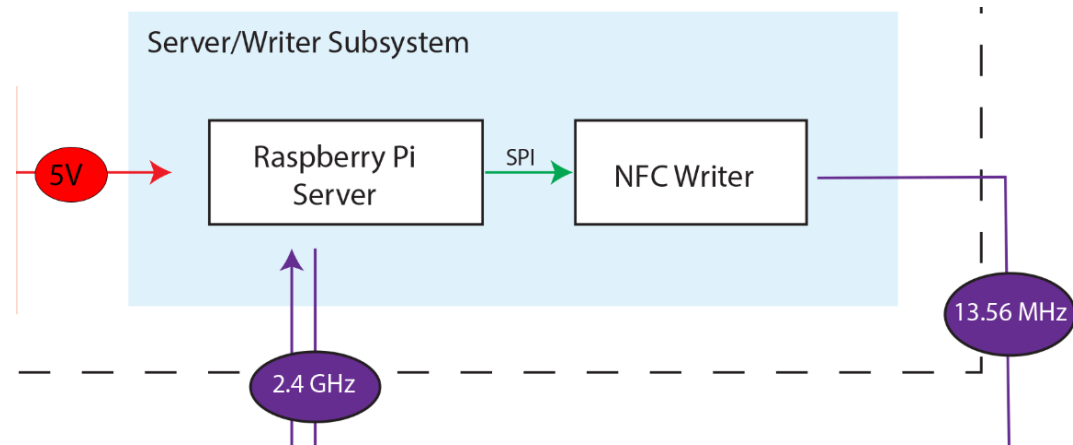 Server/Writer Subsystem
5V
Raspberry Pi
Server
SPI
NFC Writer
13.56 MHz
2.4 GHz